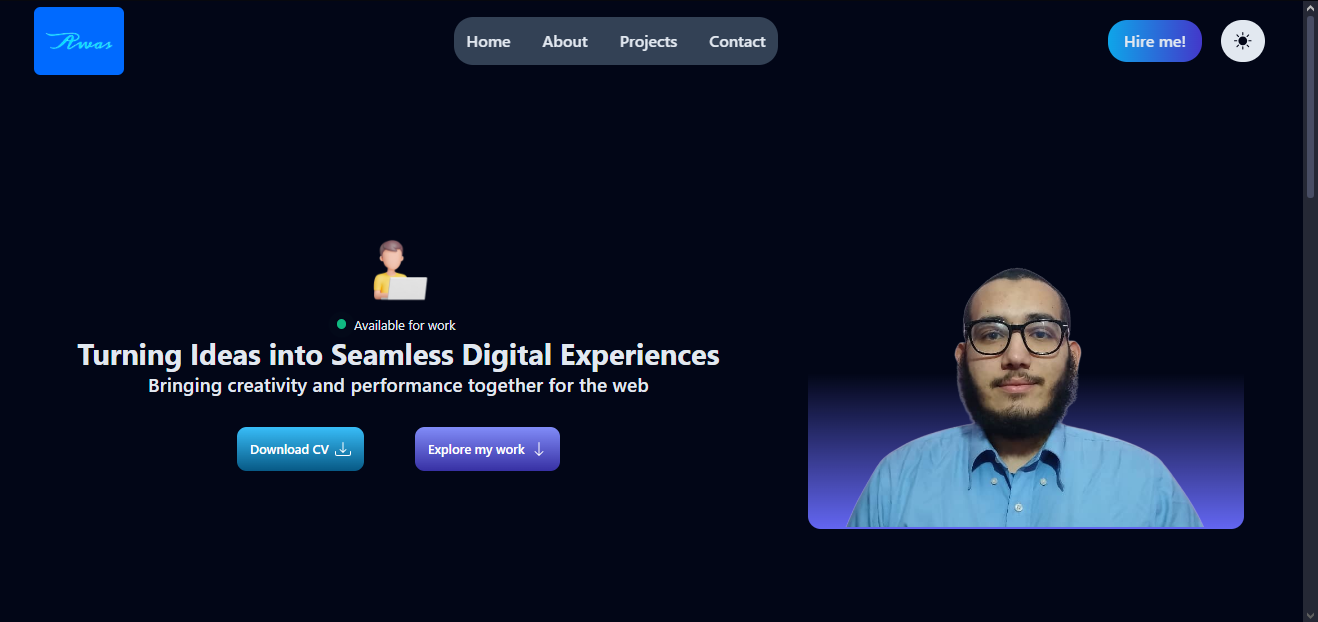 Awas
Home About Projects Contact
Hire me!
Available for work
Turning Ideas into Seamless Digital Experiences
Bringing creativity and performance together for the web
Download CV Explore my work